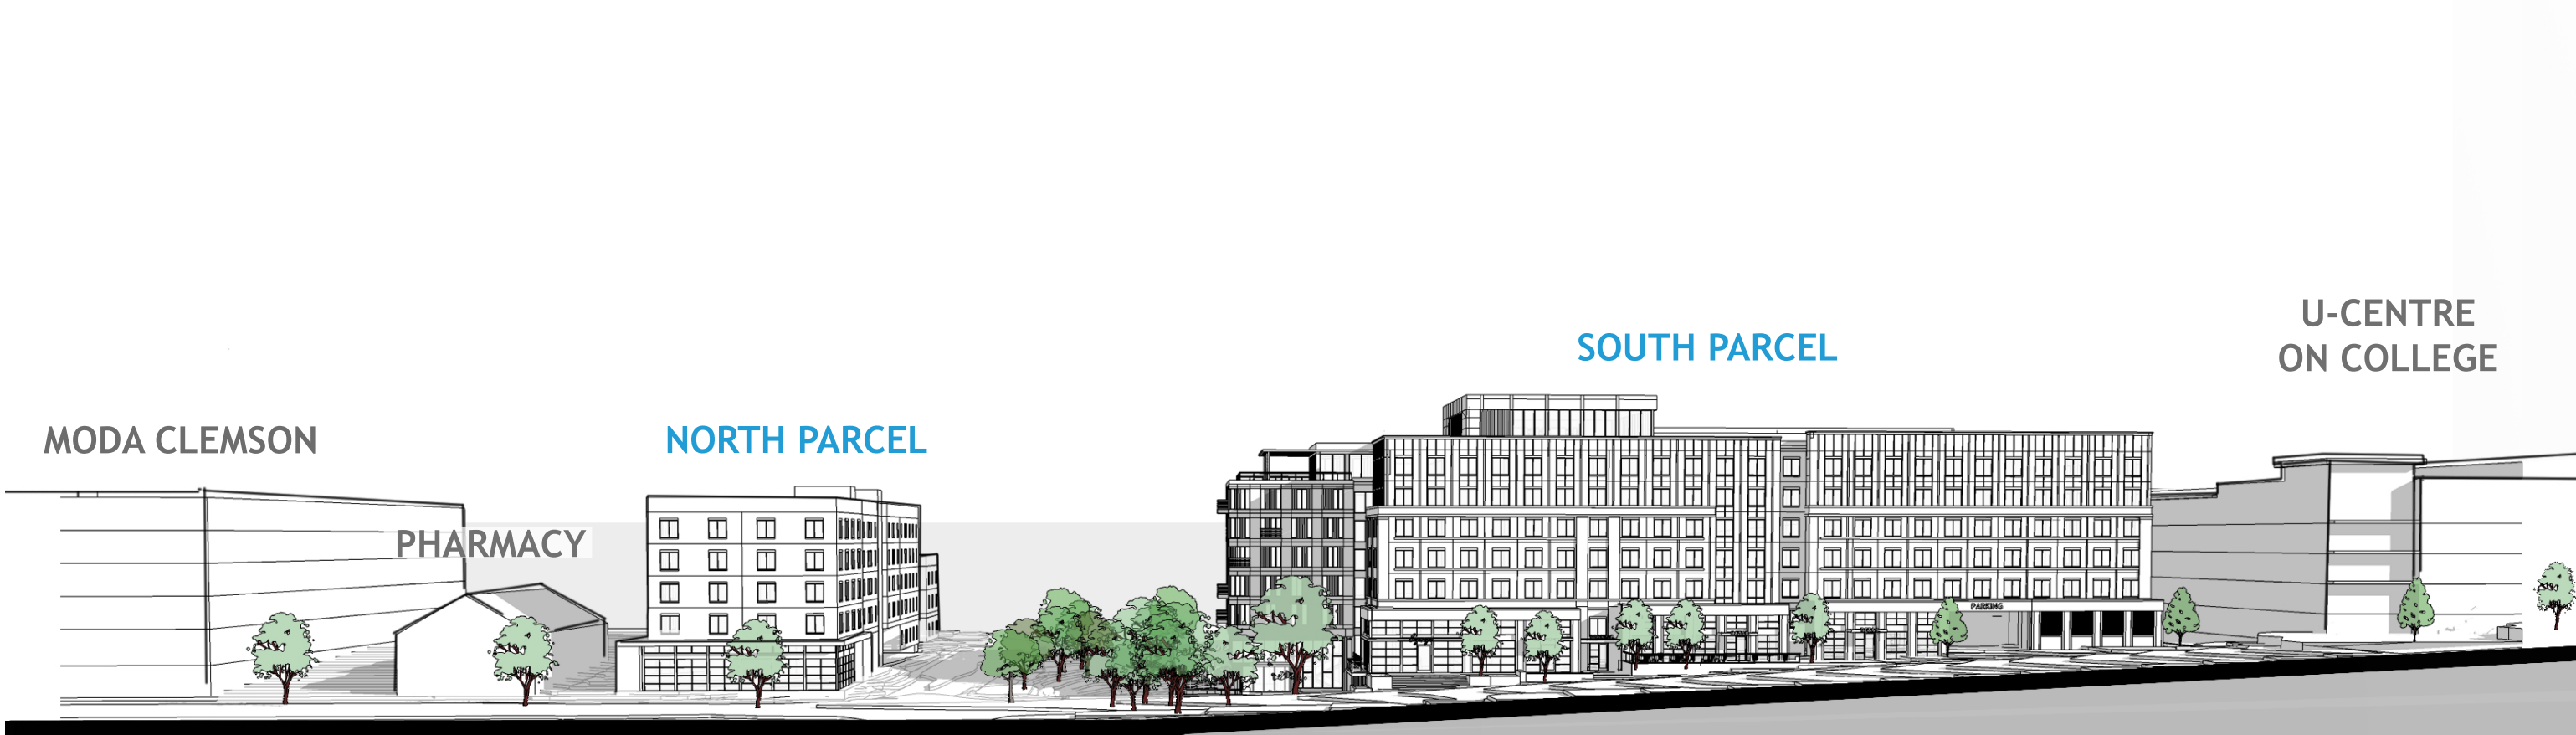 U-CENTRE
ON COLLEGE
SOUTH PARCEL
MODA CLEMSON
NORTH PARCEL
PHARMACY
PARKING